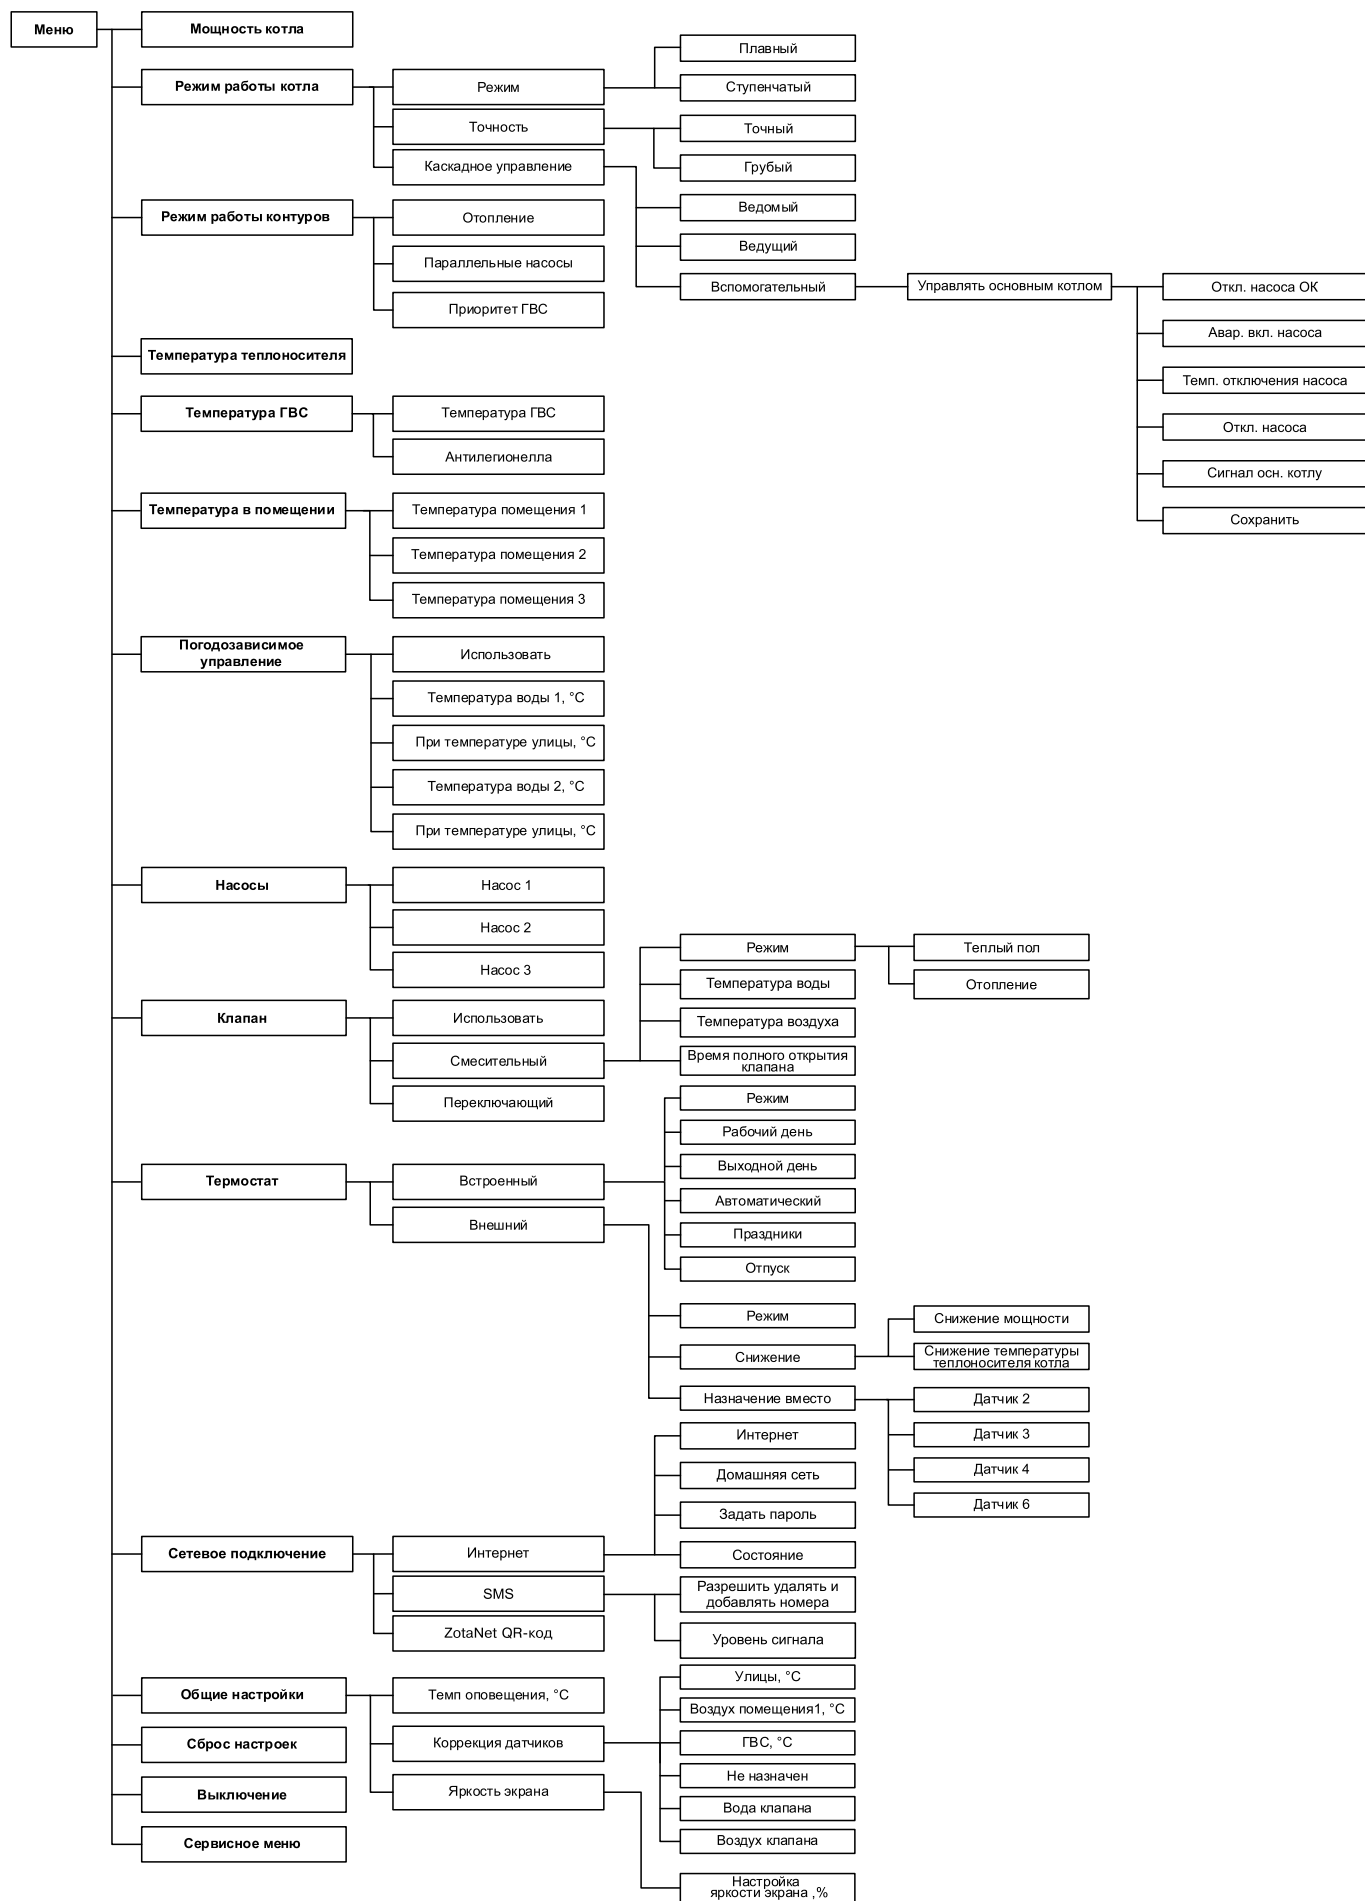 Меню
Мощность котла
Режим работы котла
Режим
Плавный
Ступенчатый
Точность
Точный
Грубый
Каскадное управление
Ведомый
Ведущий
Вспомогательный
Управлять основным котлом
Откл. насоса ОК
Авар. вкл. насоса
Темп. отключения насоса
Откл. насоса
Сигнал осн. котлу
Сохранить
Режим работы контуров
Отопление
Параллельные насосы
Приоритет ГВС
Температура теплоносителя
Температура ГВС
Температура ГВС
Антилегионелла
Температура в помещении
Температура помещения 1
Температура помещения 2
Температура помещения 3
Погодозависимое
управление
Использовать
Температура воды 1, °С
При температуре улицы, °С
Температура воды 2, °С
При температуре улицы, °С
Насосы
Насос 1
Насос 2
Насос 3
Клапан
Использовать
Смесительный
Режим
Теплый пол
Отопление
Температура воды
Температура воздуха
Время полного открытия
клапана
Переключающий
Термостат
Встроенный
Режим
Рабочий день
Выходной день
Автоматический
Праздники
Отпуск
Внешний
Режим
Снижение
Снижение мощности
Снижение температуры
теплоносителя котла
Назначение вместо
Датчик 2
Датчик 3
Датчик 4
Датчик 6
Сетевое подключение
Интернет
Интернет
Домашняя сеть
Задать пароль
Состояние
SMS
Разрешить удалять и
добавлять номера
Уровень сигнала
ZotaNet QR-код
Общие настройки
Темп оповещения, °С
Коррекция датчиков
Улицы, °С
Воздух помещения1, °С
ГВС, °С
Не назначен
Вода клапана
Воздух клапана
Яркость экрана
Настройка
яркости экрана ,%
Сброс настроек
Выключение
Сервисное меню